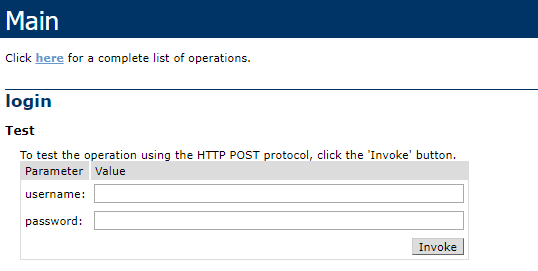 Main
Click here for a complete list of operations.
login
Test
To test the operation using the HTTP POST protocol, click the 'Invoke' button.
Parameter Value
username:
password:
Invoke